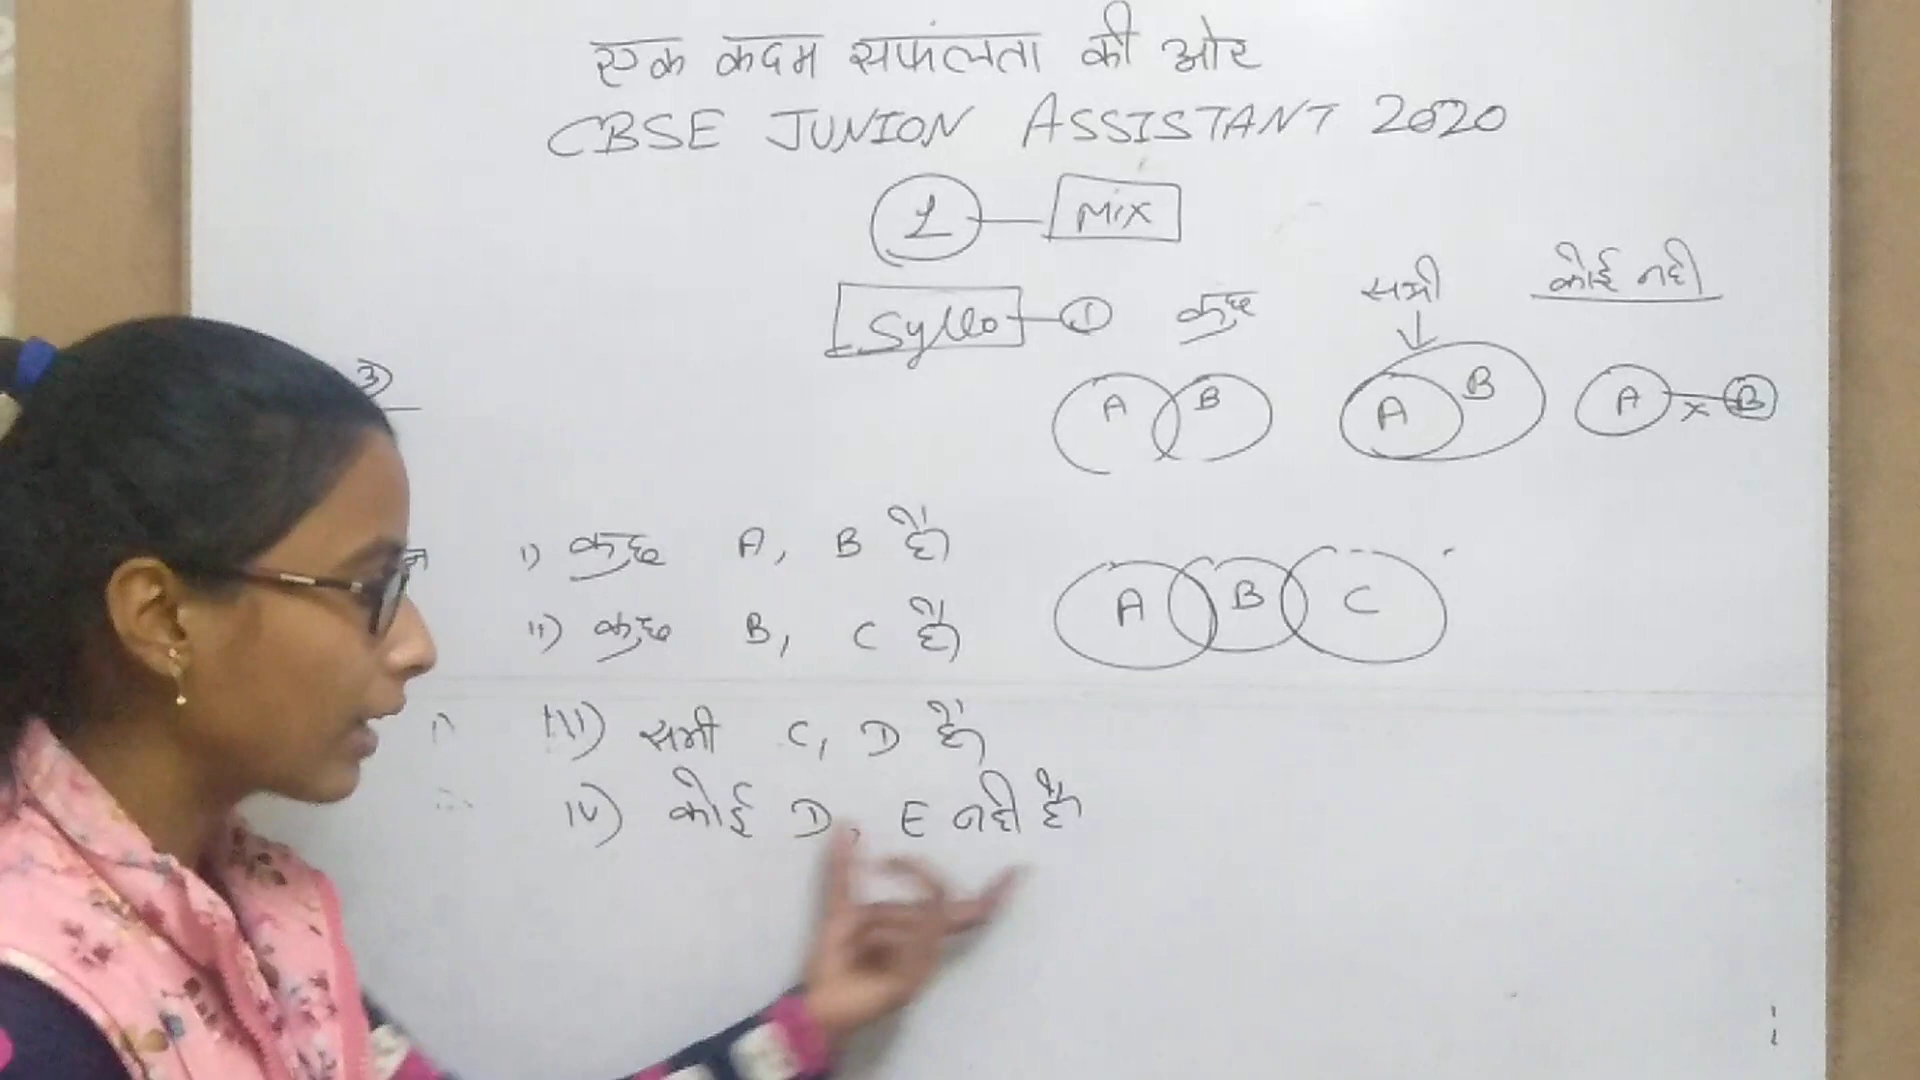 एक कदम सफलता की ओर
CBSE JUNION ASSISTANT 2020
1 Mix
Syllo 1
कुछ सभी कोई नही
A B A B A x B
3)
i) कुछ A, B है
ii) कुछ B, C है
A B C
III) सभी C, D है
IV) कोई D, E नही है